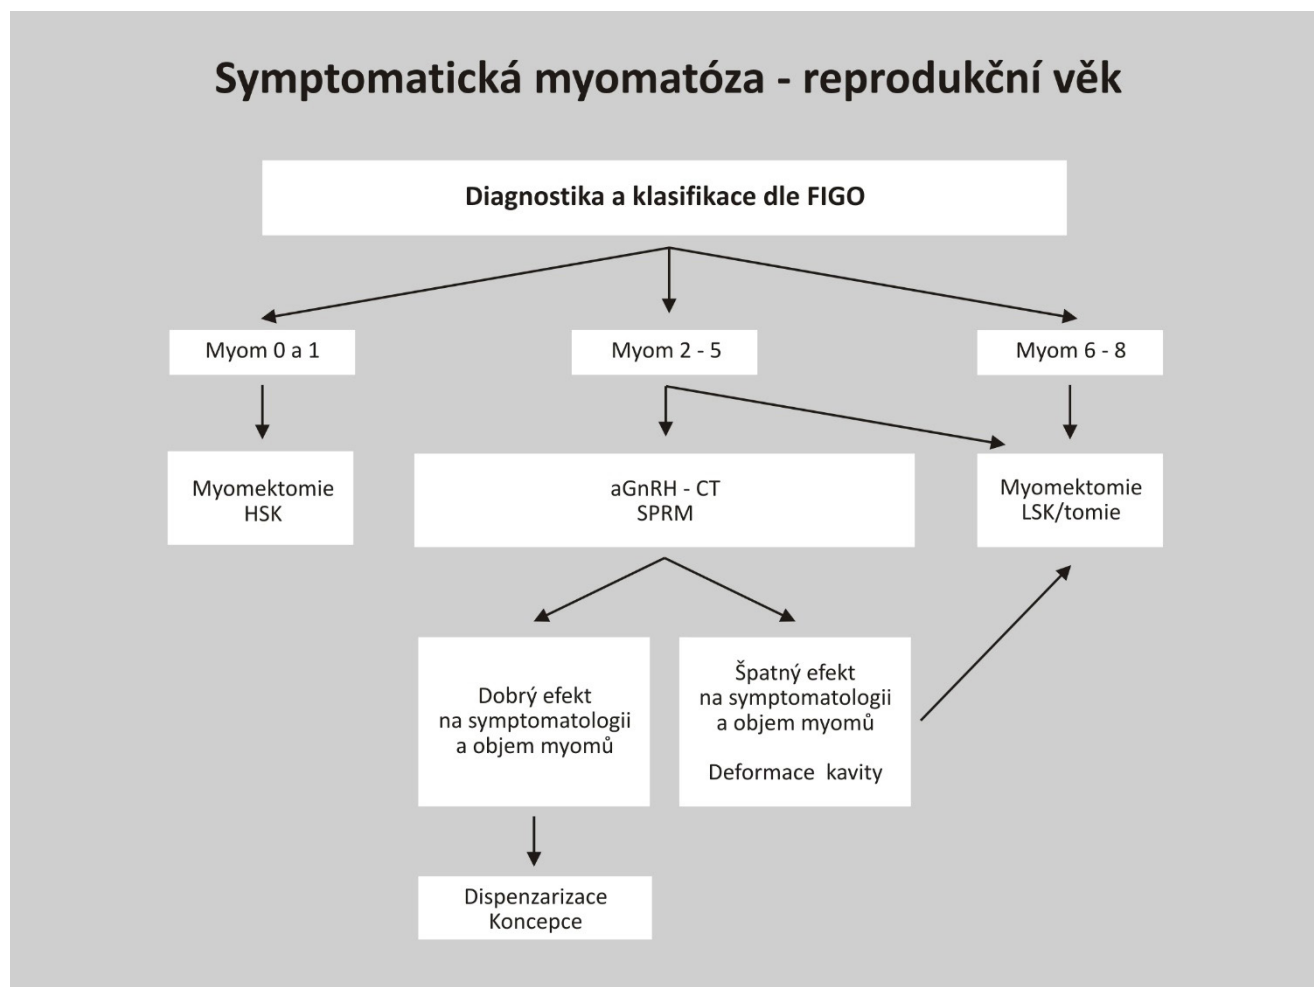 Symptomatická myomatóza - reprodukční věk
Diagnostika a klasifikace dle FIGO
Myom 0 a 1
Myom 2 - 5
Myom 6 - 8
Myomektomie
HSK
aGnRH - CT
SPRM
Myomektomie
LSK/tomie
Dobrý efekt
na symptomatologii
a objem myomů
Špatný efekt
na symptomatologii
a objem myomů
Deformace kavity
Dispenzarizace
Koncepce